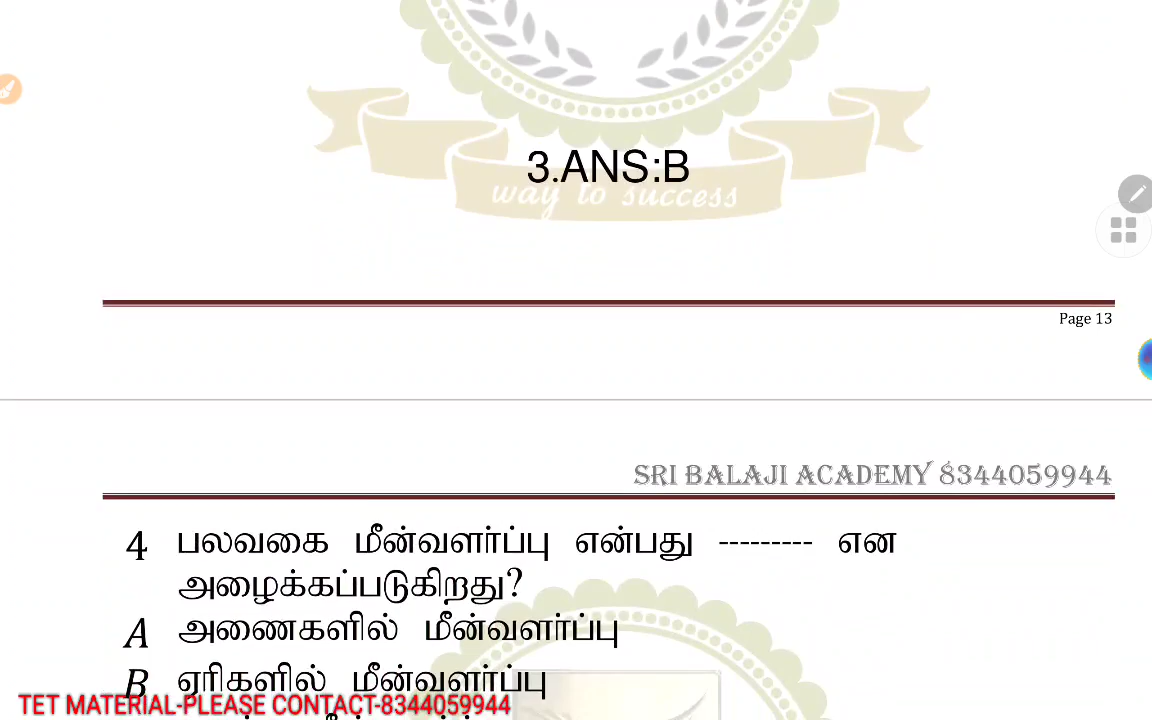 3.ANS:B
way to success
Page 13
SRI BALAJI ACADEMY 8344059944
4 பலவகை மீன்வளர்ப்பு என்பது --------- என
அழைக்கப்படுகிறது?
A அணைகளில் மீன்வளர்ப்பு
B ஏரிகளில் மீன்வளர்ப்பு
TET MATERIAL-PLEASE CONTACT-8344059944